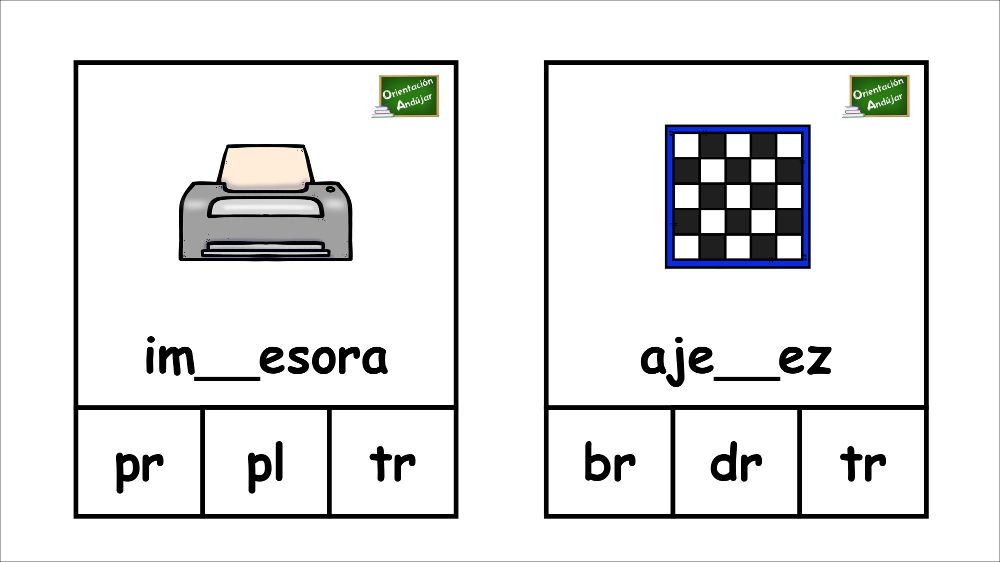 Orientación
Andújar
im__esora
pr
pl
tr
Orientación
Andújar
aje__ez
br
dr
tr